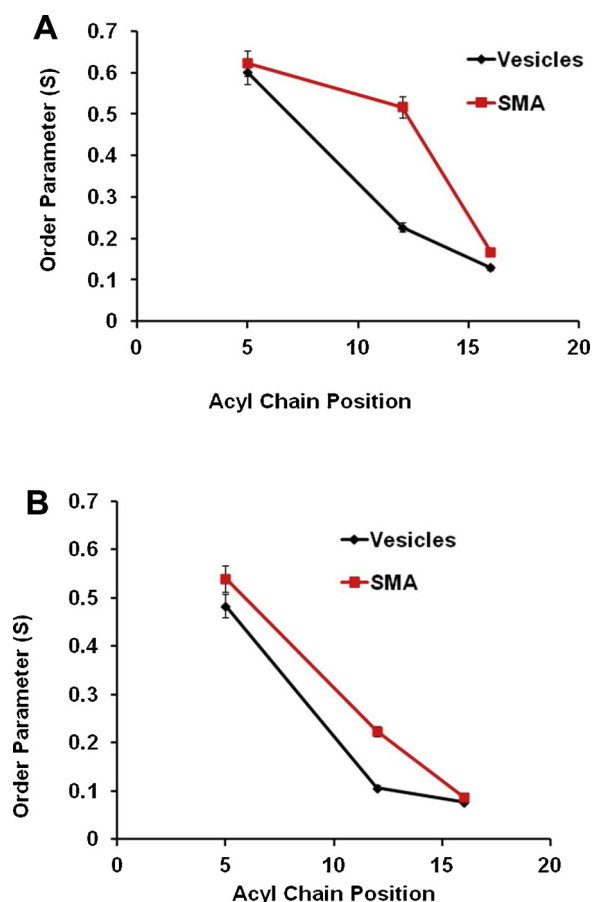 A
0.7
0.6
0.5
0.4
0.3
0.2
0.1
0
Order Parameter (S)
Vesicles
SMA
0 5 10 15 20
Acyl Chain Position
B
0.7
0.6
0.5
0.4
0.3
0.2
0.1
0
Order Parameter (S)
Vesicles
SMA
0 5 10 15 20
Acyl Chain Position